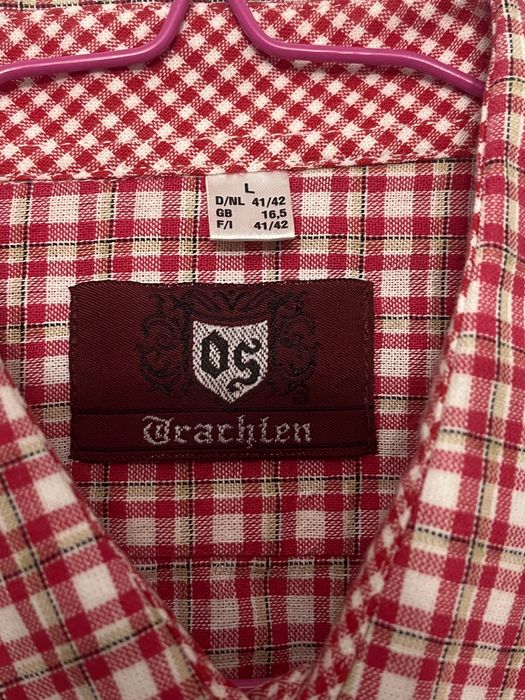 L
D/NL 41/42
GB 16,5
F/I 41/42
OS
Trachten